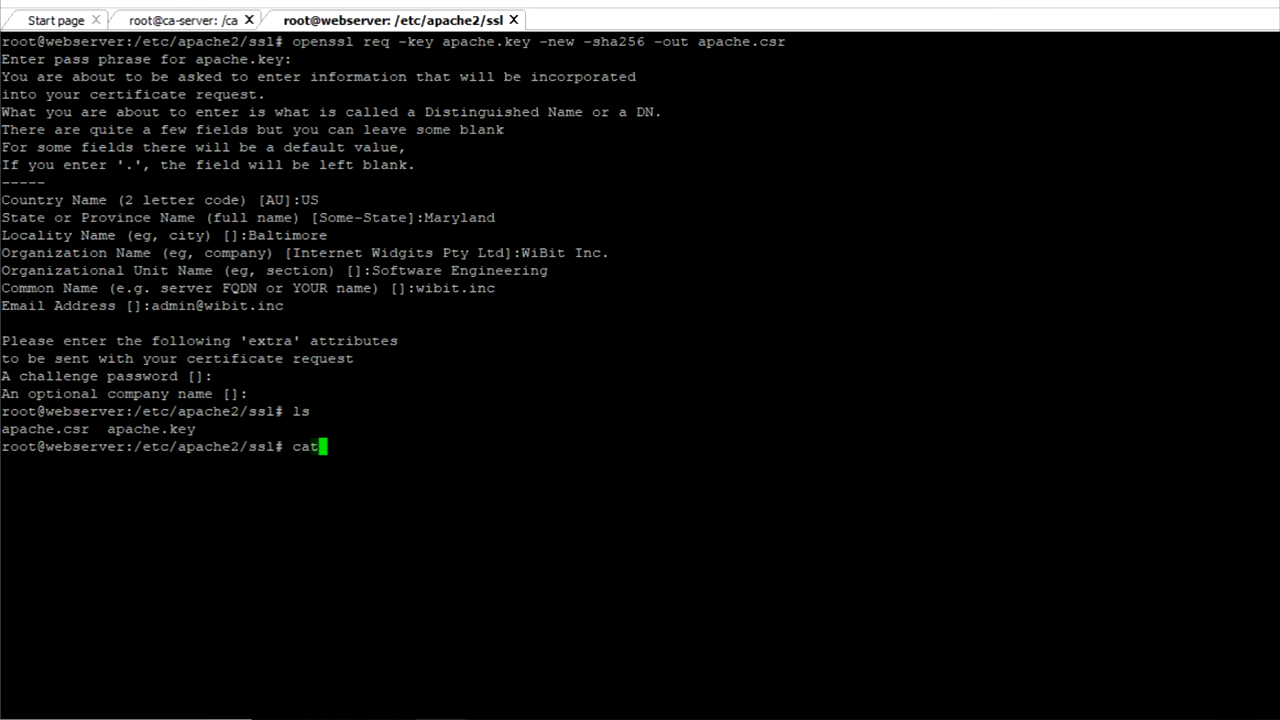 Start page
root@ca-server: /ca
root@webserver: /etc/apache2/ssl
root@webserver:/etc/apache2/ssl# openssl req -key apache.key -new -sha256 -out apache.csr
Enter pass phrase for apache.key:
You are about to be asked to enter information that will be incorporated
into your certificate request.
What you are about to enter is what is called a Distinguished Name or a DN.
There are quite a few fields but you can leave some blank
For some fields there will be a default value,
If you enter '.', the field will be left blank.
-----
Country Name (2 letter code) [AU]:US
State or Province Name (full name) [Some-State]:Maryland
Locality Name (eg, city) []:Baltimore
Organization Name (eg, company) [Internet Widgits Pty Ltd]:WiBit Inc.
Organizational Unit Name (eg, section) []:Software Engineering
Common Name (e.g. server FQDN or YOUR name) []:wibit.inc
Email Address []:admin@wibit.inc
Please enter the following 'extra' attributes
to be sent with your certificate request
A challenge password []:
An optional company name []:
root@webserver:/etc/apache2/ssl# ls
apache.csr  apache.key
root@webserver:/etc/apache2/ssl# cat